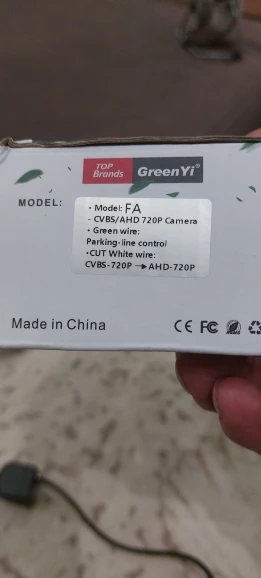 TOP Brands GreenYi®
MODEL:
• Model: FA
- CVBS/AHD 720P Camera
• Green wire:
Parking-line control
•CUT White wire:
CVBS-720P → AHD-720P
Made in China
CE FC